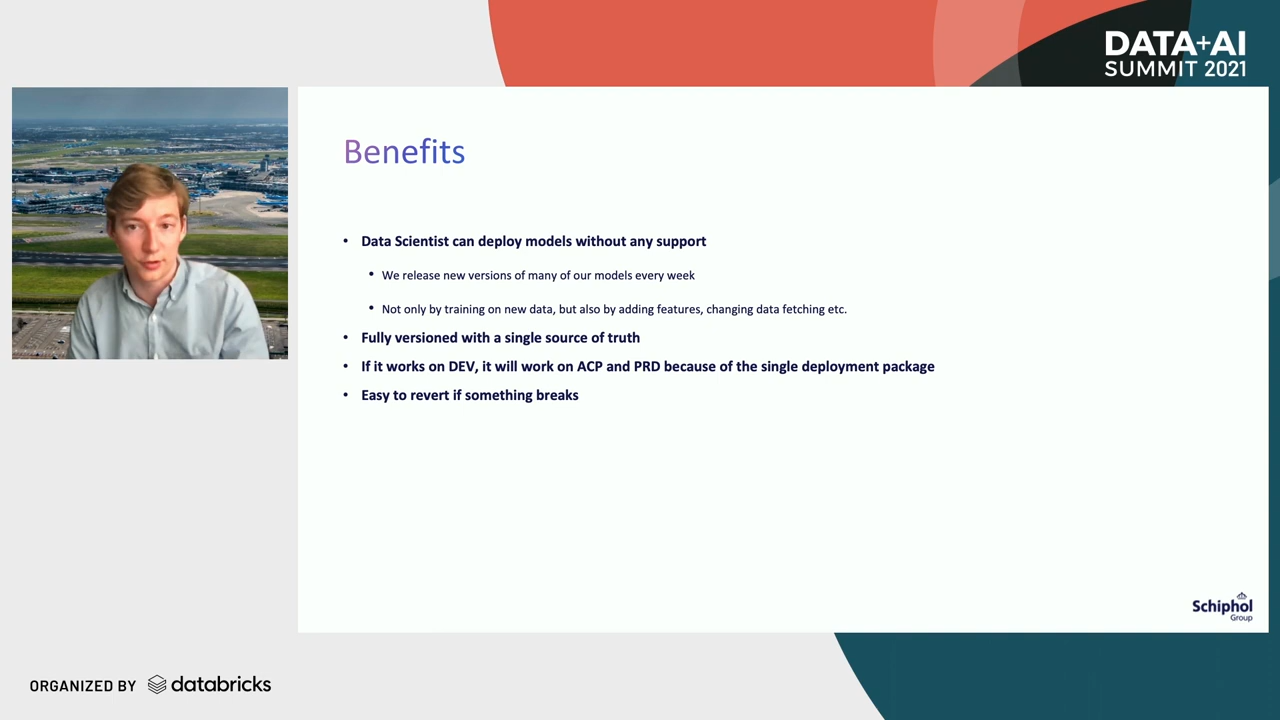 DATA+AI
SUMMIT 2021
Benefits
• Data Scientist can deploy models without any support
• We release new versions of many of our models every week
• Not only by training on new data, but also by adding features, changing data fetching etc.
• Fully versioned with a single source of truth
• If it works on DEV, it will work on ACP and PRD because of the single deployment package
• Easy to revert if something breaks
Schiphol
Group
ORGANIZED BY databricks